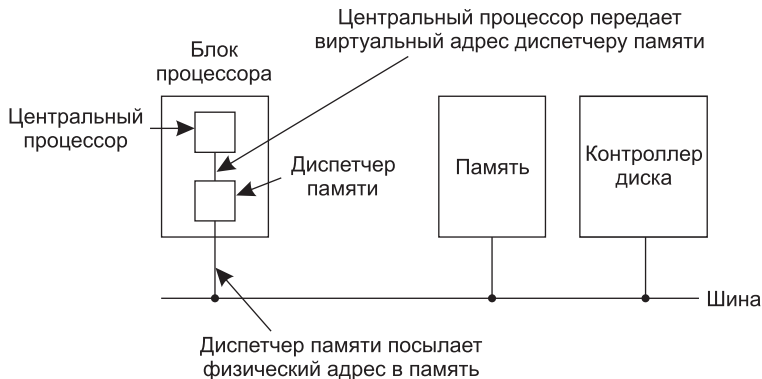 Центральный процессор передает
виртуальный адрес диспетчеру памяти
Блок
процессора
Центральный
процессор
Диспетчер
памяти
Память
Контроллер
диска
Шина
Диспетчер памяти посылает
физический адрес в память